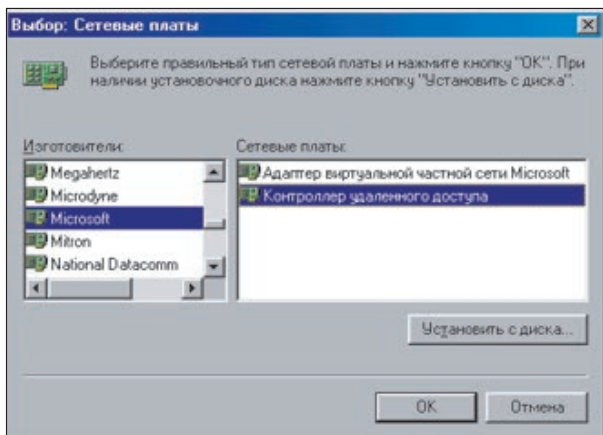 Выбор: Сетевые платы
Выберите правильный тип сетевой платы и нажмите кнопку "ОК". При
наличии установочного диска нажмите кнопку "Установить с диска".
Изготовители:
Megahertz
Microdyne
Microsoft
Mitron
National Datacomm
Сетевые платы:
Адаптер виртуальной частной сети Microsoft
Контроллер удаленного доступа
Установить с диска...
ОК
Отмена